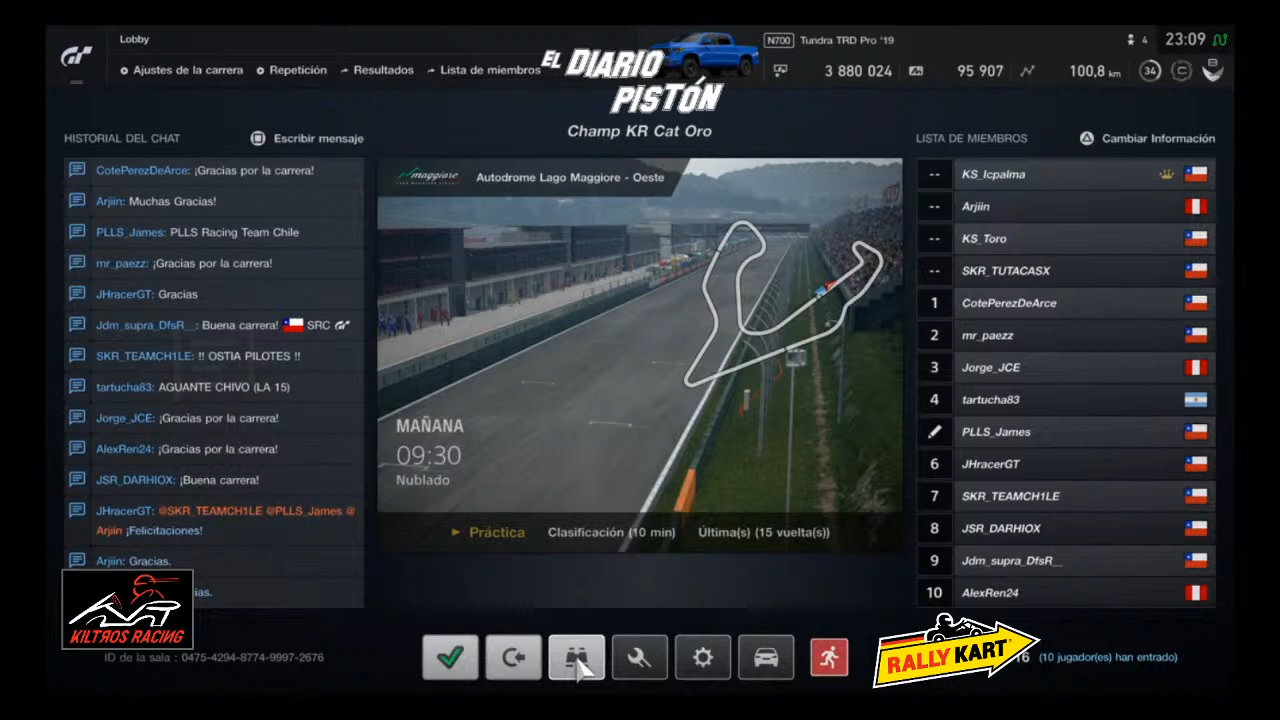 Lobby
Ajustes de la carrera
Repetición
Resultados
Lista de miembros
EL DIARIO
PISTÓN
N700 Tundra TRD Pro '19
4
23:09
3 880 024
95 907
100,8 km
34
Champ KR Cat Oro
HISTORIAL DEL CHAT
Escribir mensaje
CotePerezDeArce: ¡Gracias por la carrera!
Arjiin: Muchas Gracias!
PLLS_James: PLLS Racing Team Chile
mr_paezz: ¡Gracias por la carrera!
JHracerGT: Gracias
Jdm_supra_DfsR__: Buena carrera! SRC
SKR_TEAMCH1LE: !! OSTIA PILOTES !!
tartucha83: AGUANTE CHIVO (LA 15)
Jorge_JCE: ¡Gracias por la carrera!
AlexRen24: ¡Gracias por la carrera!
JSR_DARHIOX: ¡Buena carrera!
JHracerGT: @SKR_TEAMCH1LE @PLLS_James @
Arjiin ¡Felicitaciones!
Arjiin: Gracias.
KILTROS RACING
ID de la sala : 0475-4294-8774-9997-2676
maggiore
Autodrome Lago Maggiore - Oeste
MAÑANA
09:30
Nublado
Práctica
Clasificación (10 min)
Última(s) (15 vuelta(s))
LISTA DE MIEMBROS
Cambiar Información
-- KS_Icpalma
-- Arjiin
-- KS_Toro
-- SKR_TUTACASX
1 CotePerezDeArce
2 mr_paezz
3 Jorge_JCE
4 tartucha83
PLLS_James
6 JHracerGT
7 SKR_TEAMCH1LE
8 JSR_DARHIOX
9 Jdm_supra_DfsR__
10 AlexRen24
RALLY KART
16 (10 jugador(es) han entrado)